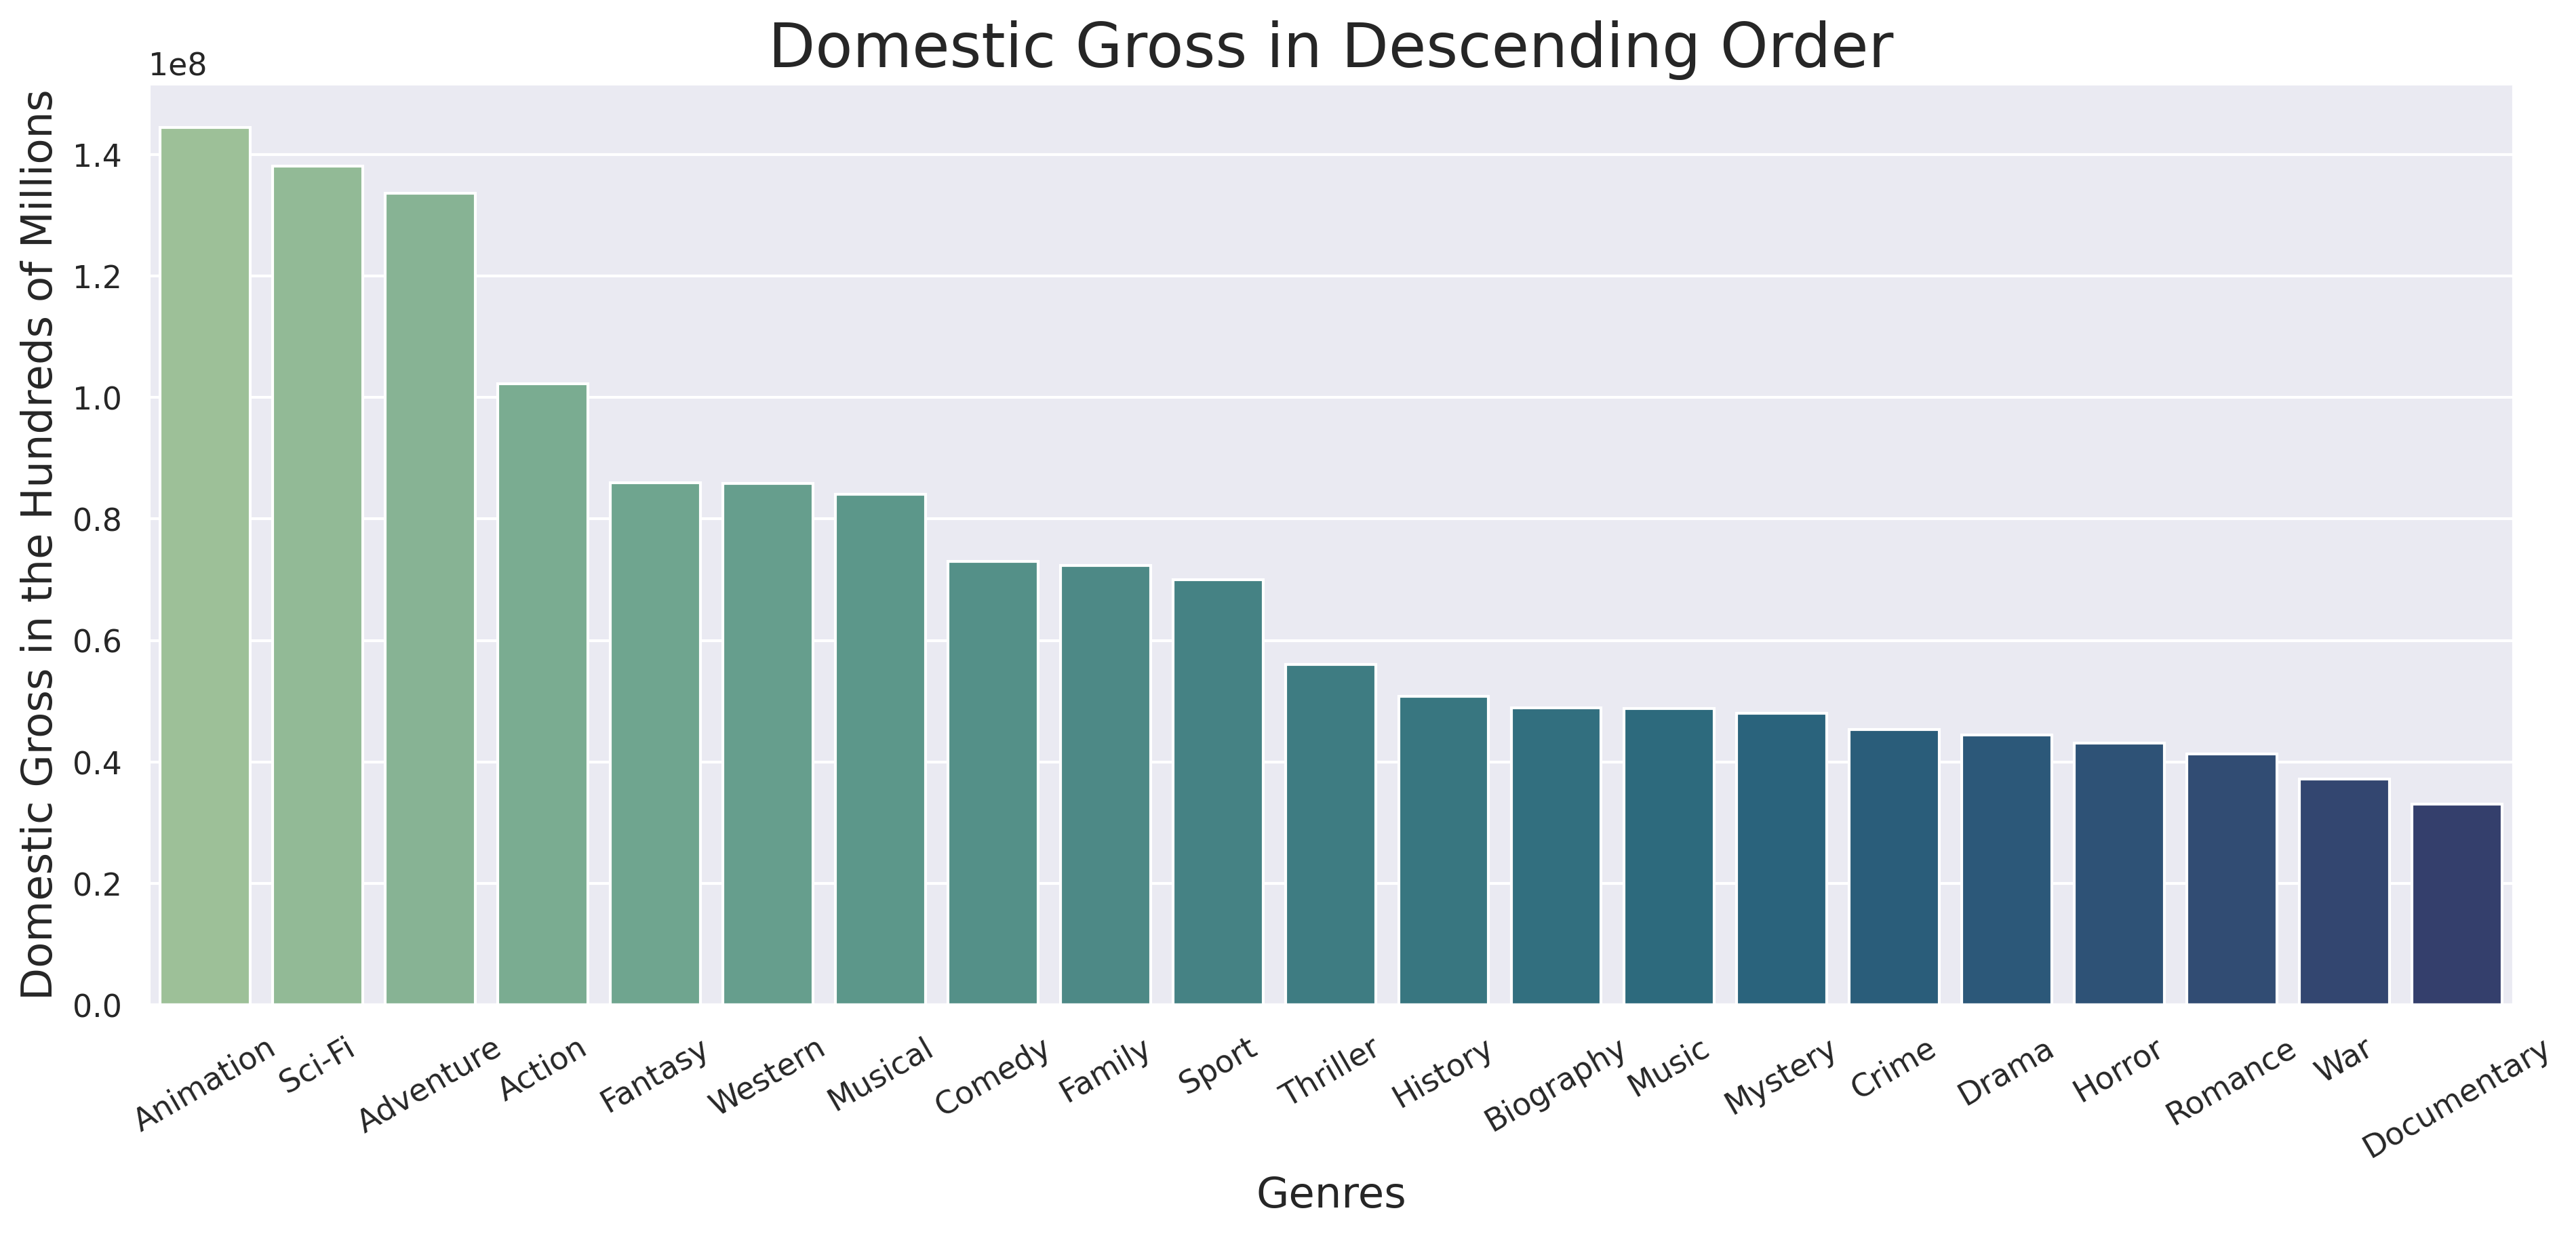 Domestic Gross in Descending Order
1e8
Domestic Gross in the Hundreds of Millions
1.4
1.2
1.0
0.8
0.6
0.4
0.2
0.0
Animation
Sci-Fi
Adventure
Action
Fantasy
Western
Musical
Comedy
Family
Sport
Thriller
History
Biography
Music
Mystery
Crime
Drama
Horror
Romance
War
Documentary
Genres